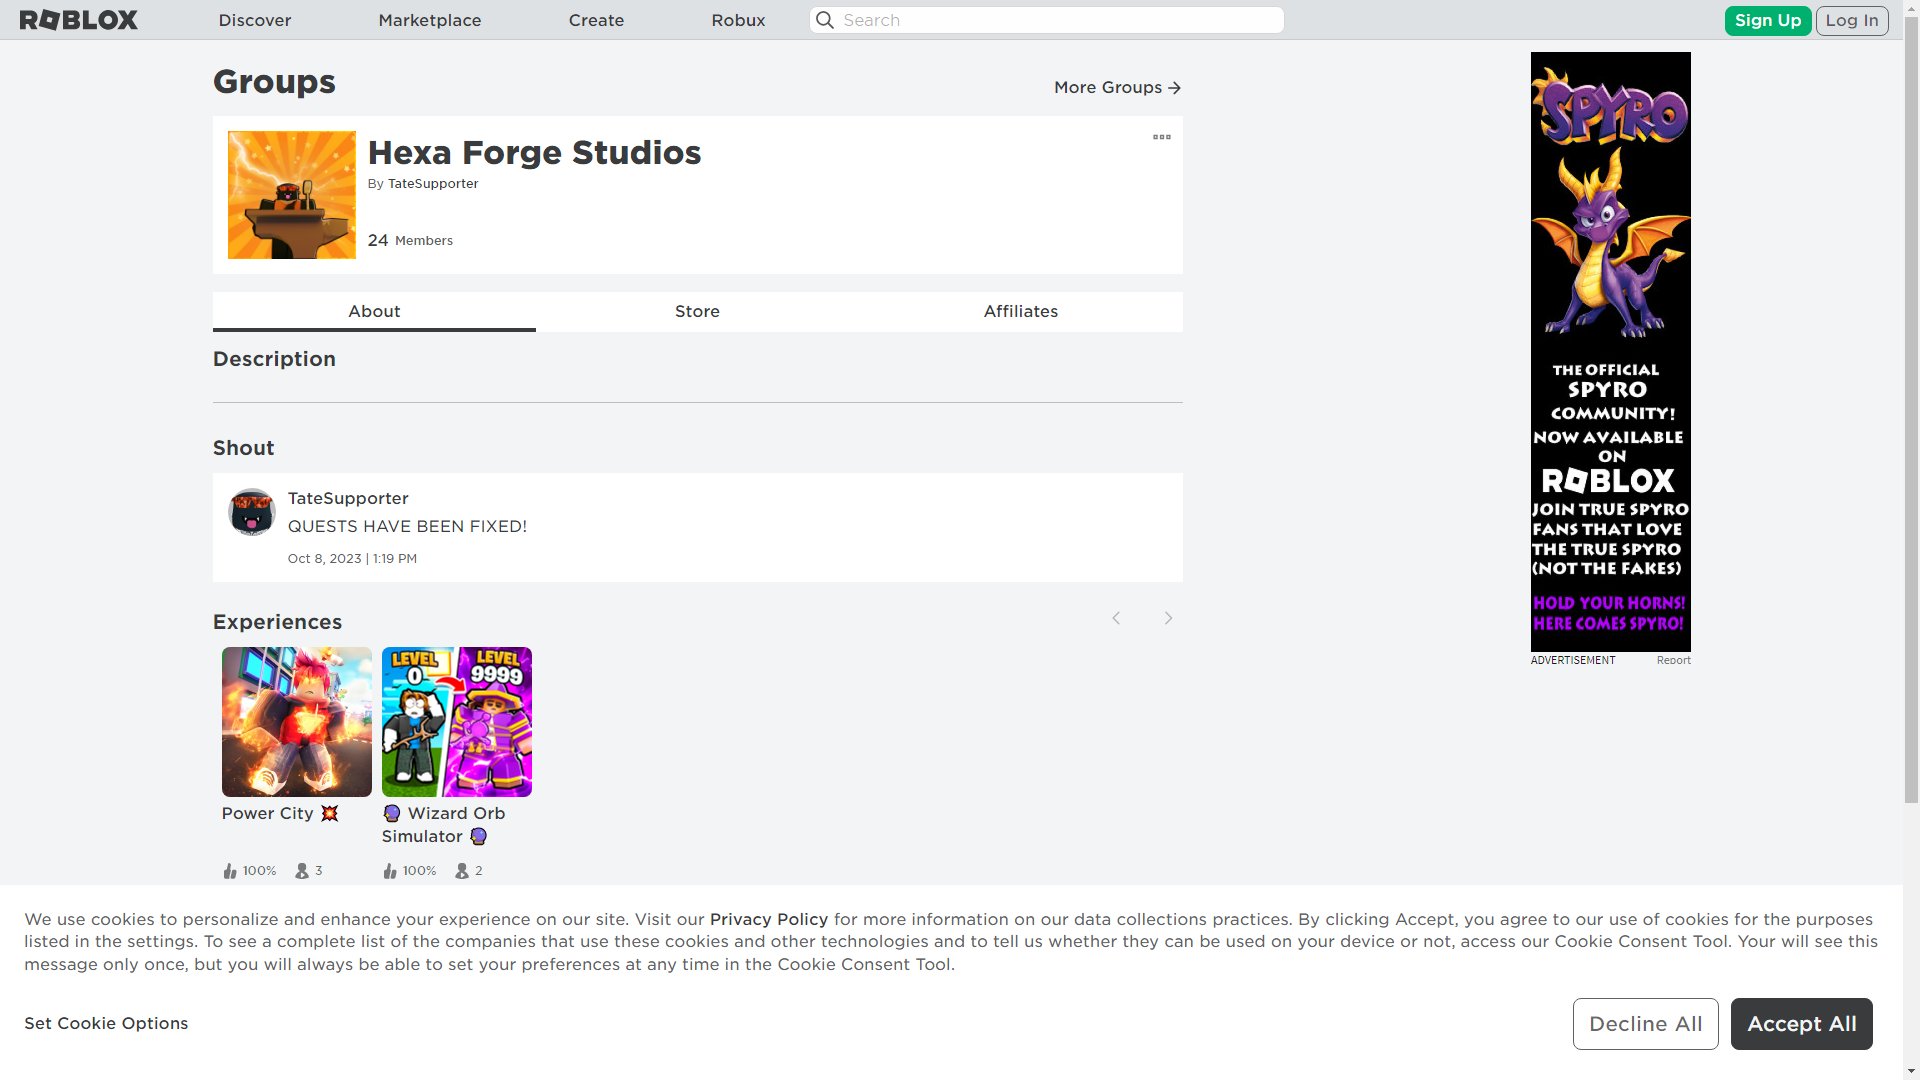 ROBLOX
Discover
Marketplace
Create
Robux
Search
Sign Up
Log In
Groups
More Groups
Hexa Forge Studios
By TateSupporter
24 Members
About
Store
Affiliates
Description
Shout
TateSupporter
QUESTS HAVE BEEN FIXED!
Oct 8, 2023 | 1:19 PM
Experiences
LEVEL
0
LEVEL
9999
Power City 💥
🔮 Wizard Orb
Simulator 🔮
100%
3
100%
2
SPYRO
THE OFFICIAL
SPYRO
COMMUNITY!
NOW AVAILABLE
ON
ROBLOX
JOIN TRUE SPYRO
FANS THAT LOVE
THE TRUE SPYRO
(NOT THE FAKES)
HOLD YOUR HORNS!
HERE COMES SPYRO!
ADVERTISEMENT
Report
We use cookies to personalize and enhance your experience on our site. Visit our Privacy Policy for more information on our data collections practices. By clicking Accept, you agree to our use of cookies for the purposes
listed in the settings. To see a complete list of the companies that use these cookies and other technologies and to tell us whether they can be used on your device or not, access our Cookie Consent Tool. Your will see this
message only once, but you will always be able to set your preferences at any time in the Cookie Consent Tool.
Set Cookie Options
Decline All
Accept All